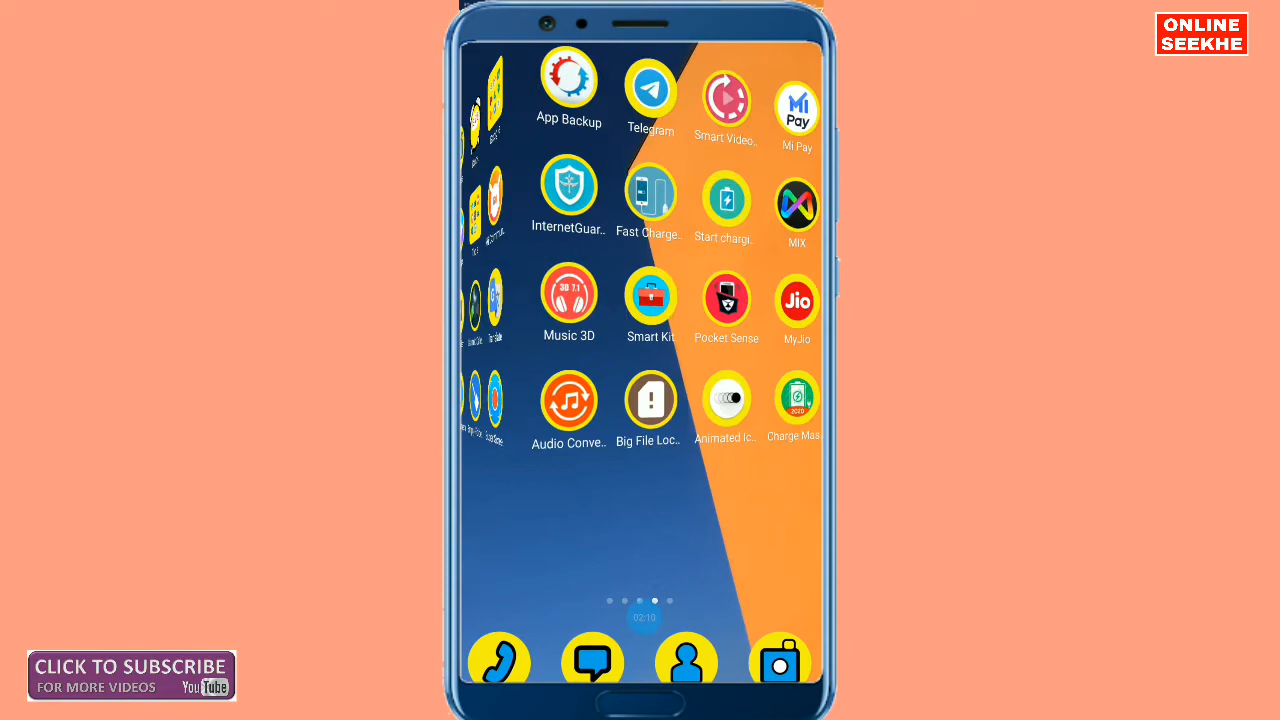 ONLINE
SEEKHE
App Backup
Telegram
Smart Video..
Mi Pay
Mi Pay
InternetGuar..
Fast Charge..
Start chargi..
MIX
3D 7.1
Music 3D
Smart Kit
Pocket Sense
Jio
MyJio
Audio Conve..
Big File Loc..
Animated Ic..
2020
Charge Mas
02:10
CLICK TO SUBSCRIBE
FOR MORE VIDEOS YouTube